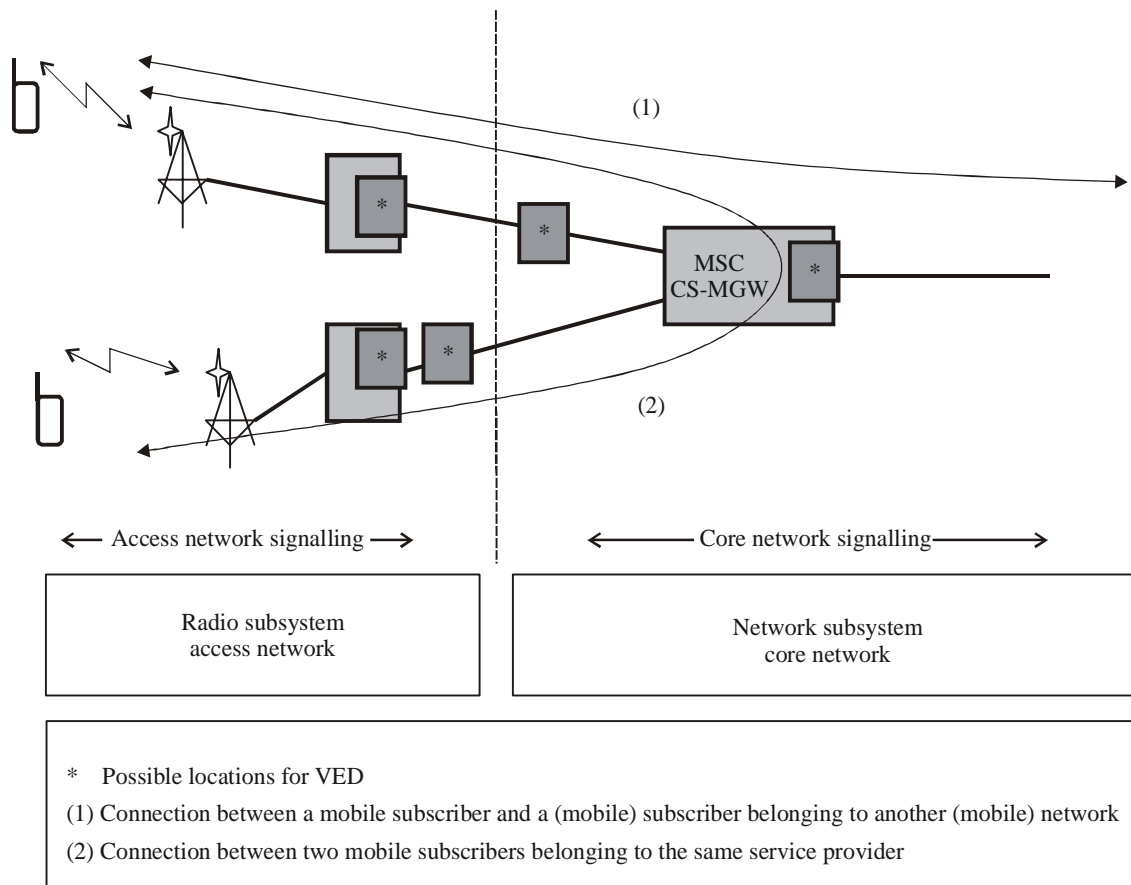 (1)
*
*
MSC
CS-MGW
*
*
*
(2)
Access network signalling
Core network signalling
Radio subsystem
access network
Network subsystem
core network
* Possible locations for VED
(1) Connection between a mobile subscriber and a (mobile) subscriber belonging to another (mobile) network
(2) Connection between two mobile subscribers belonging to the same service provider